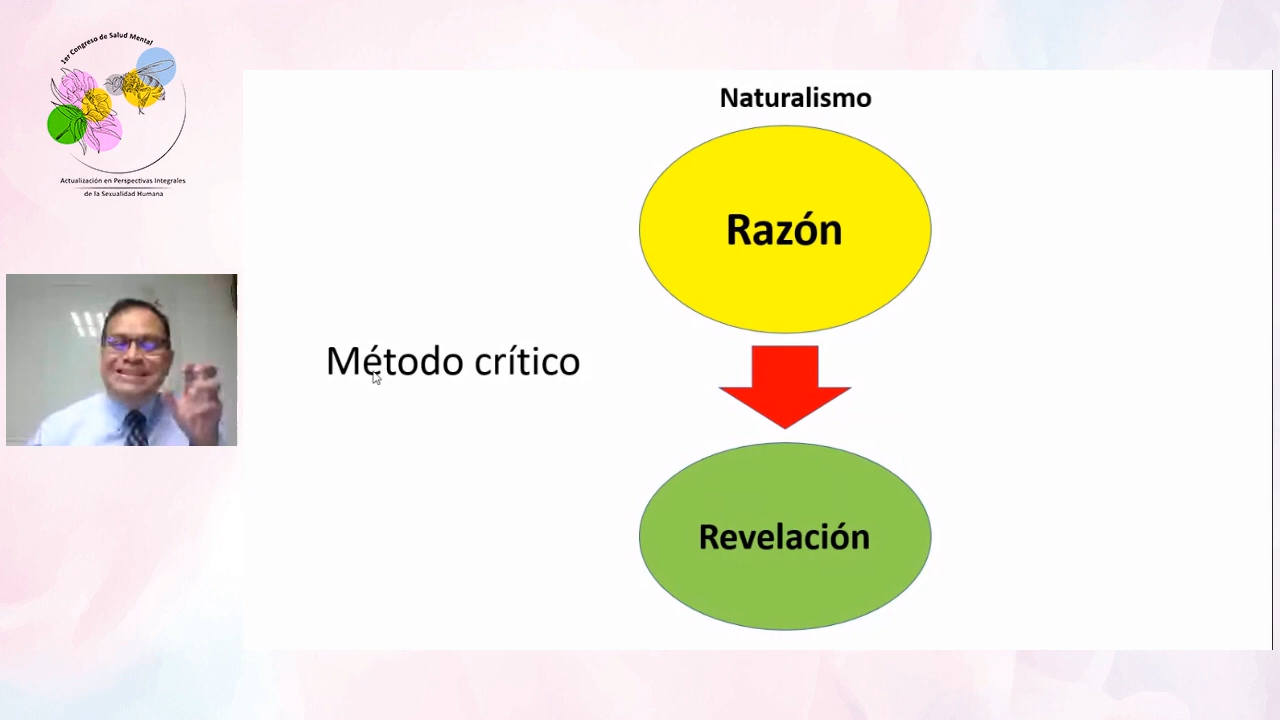 1er Congreso de Salud Mental
Actualización en Perspectivas Integrales
de la Sexualidad Humana
Naturalismo
Razón
Método crítico
Revelación